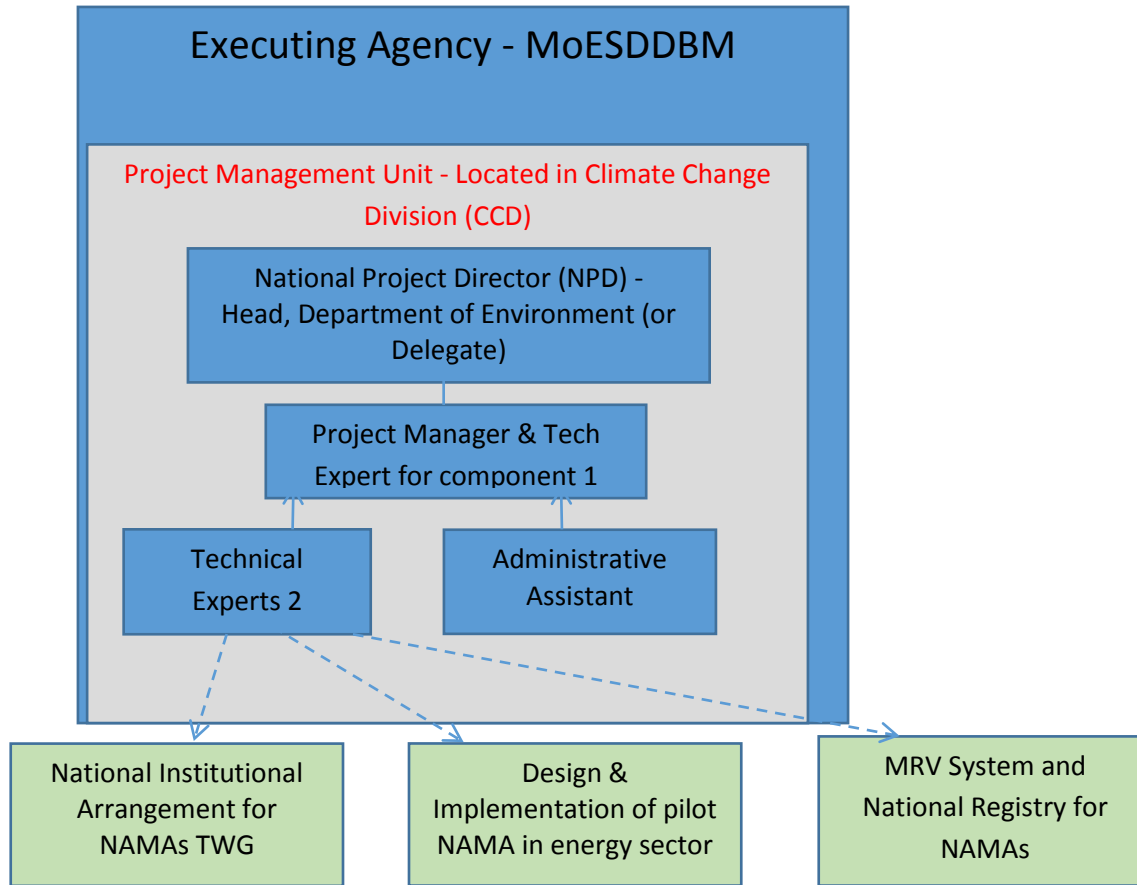 Executing Agency - MoESDDBM
Project Management Unit - Located in Climate Change
Division (CCD)
National Project Director (NPD) -
Head, Department of Environment (or
Delegate)
Project Manager & Tech
Expert for component 1
Technical
Experts 2
Administrative
Assistant
National Institutional
Arrangement for
NAMAs TWG
Design &
Implementation of pilot
NAMA in energy sector
MRV System and
National Registry for
NAMAs